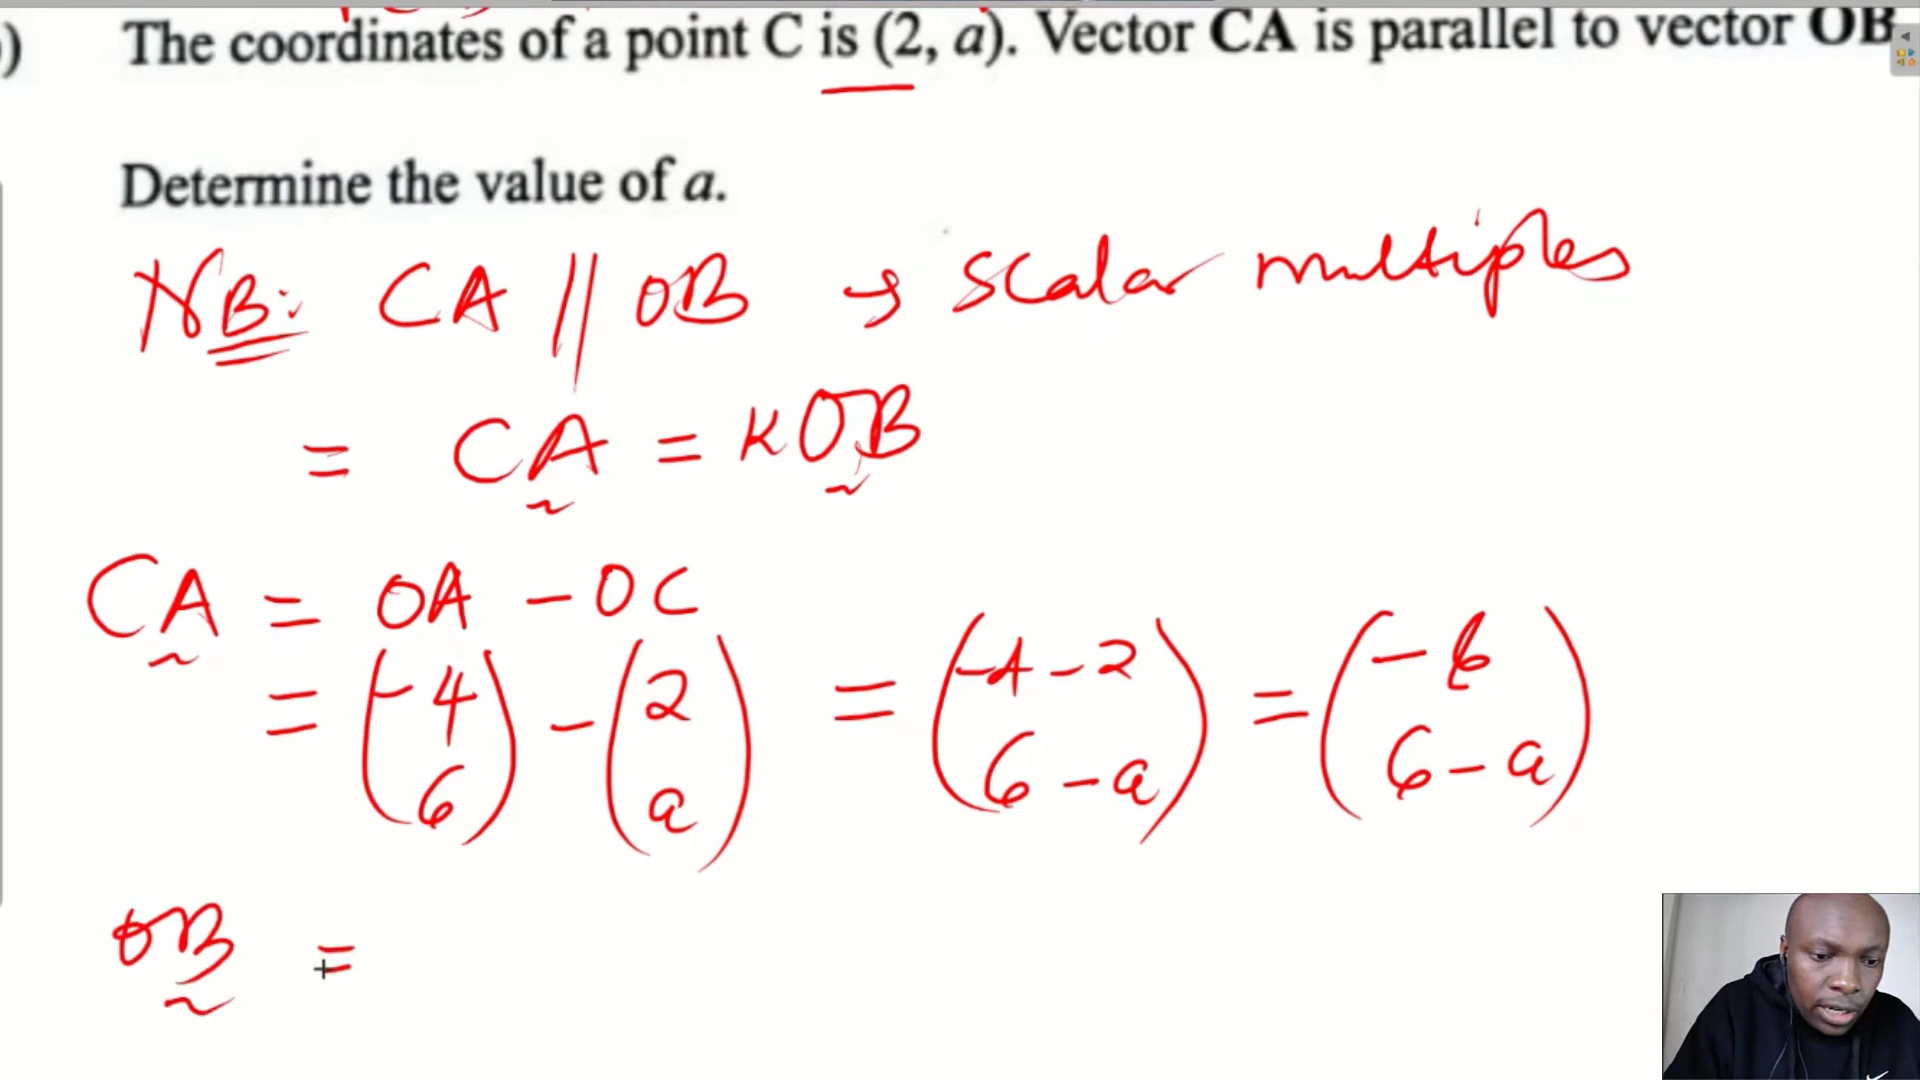 ) The coordinates of a point C is (2, a). Vector CA is parallel to vector OB
Determine the value of a.
NB: CA // OB → scalar multiples
= CA = KOB
CA = OA - OC
= (-4 6) - (2 a) = (-4-2 6-a) = (-6 6-a)
OB =